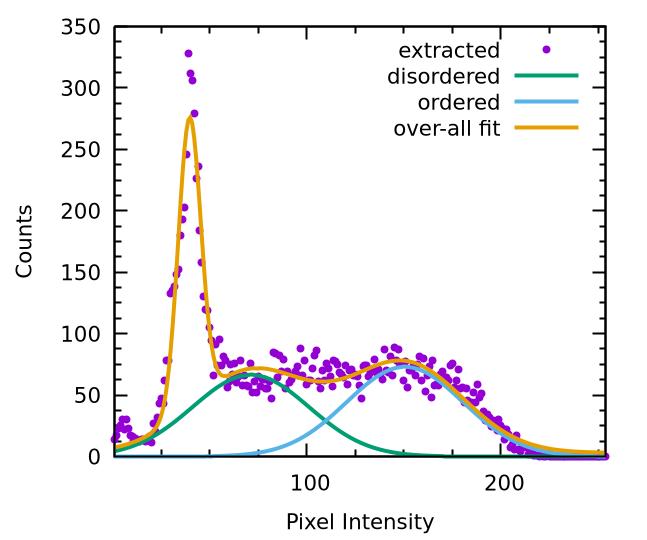 350
300
250
200
150
100
50
0
Counts
extracted
disordered
ordered
over-all fit
100 200
Pixel Intensity